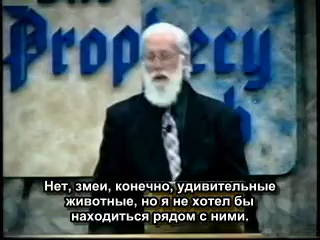 Prophecy
Нет, змеи, конечно, удивительные
животные, но я не хотел бы
находиться рядом с ними.